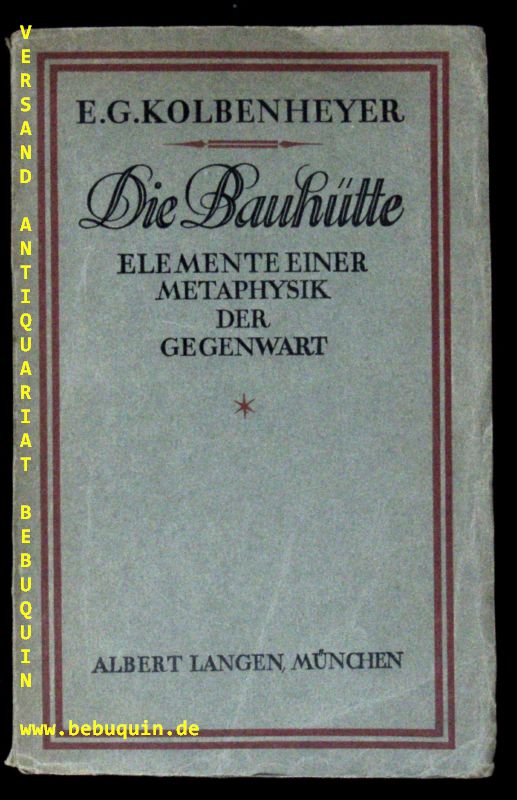 E.G.KOLBENHEYER
Die Bauhütte
ELEMENTE EINER
METAPHYSIK
DER
GEGENWART
ALBERT LANGEN, MÜNCHEN
VERSAND ANTIQUARIAT BEBUQUIN
www.bebuquin.de